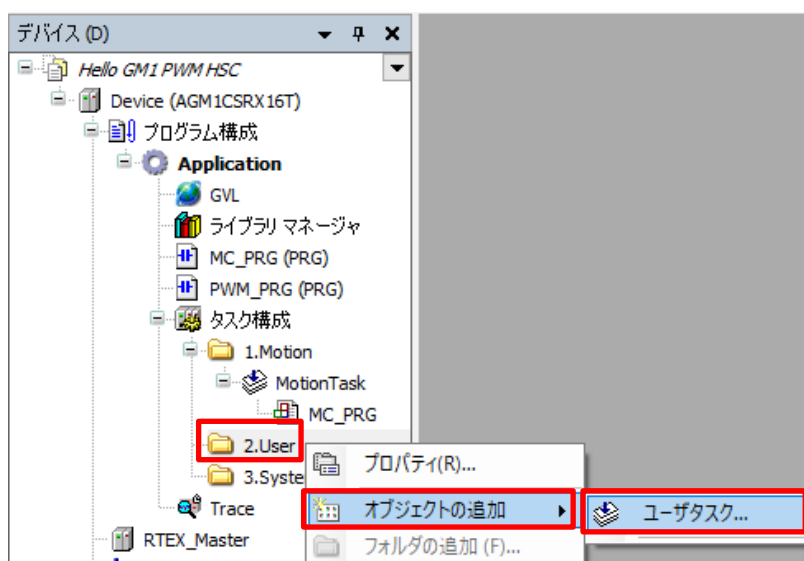 デバイス (D)
Hello GM1 PWM HSC
Device (AGM1CSRX16T)
プログラム構成
Application
GVL
ライブラリ マネージャ
MC_PRG (PRG)
PWM_PRG (PRG)
タスク構成
1.Motion
MotionTask
MC_PRG
2.User
プロパティ(R)...
3.Syste
Trace
オブジェクトの追加
ユーザタスク...
RTEX_Master
フォルダの追加 (F)...